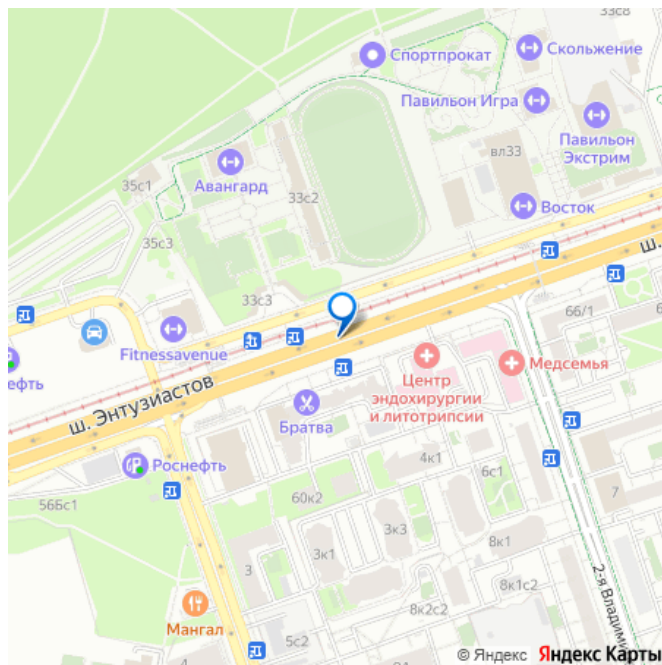 33с8
Скольжение
Спортпрокат
Павильон Игра
Павильон
Экстрим
вл33
35с1
Авангард
33с2
Восток
35с3
ш.
33с3
66/1
Fitnessavenue
ефть
Медсемья
Центр
эндохирургии
и литотрипсии
ш. Энтузиастов
Братва
Роснефть
4к1
6с1
56Бс1
60к2
7
3к3
3к1
8к1
3
8к1с2
2-я Владими
8к2с2
Мангал
5с2
© Яндекс Яндекс Карты